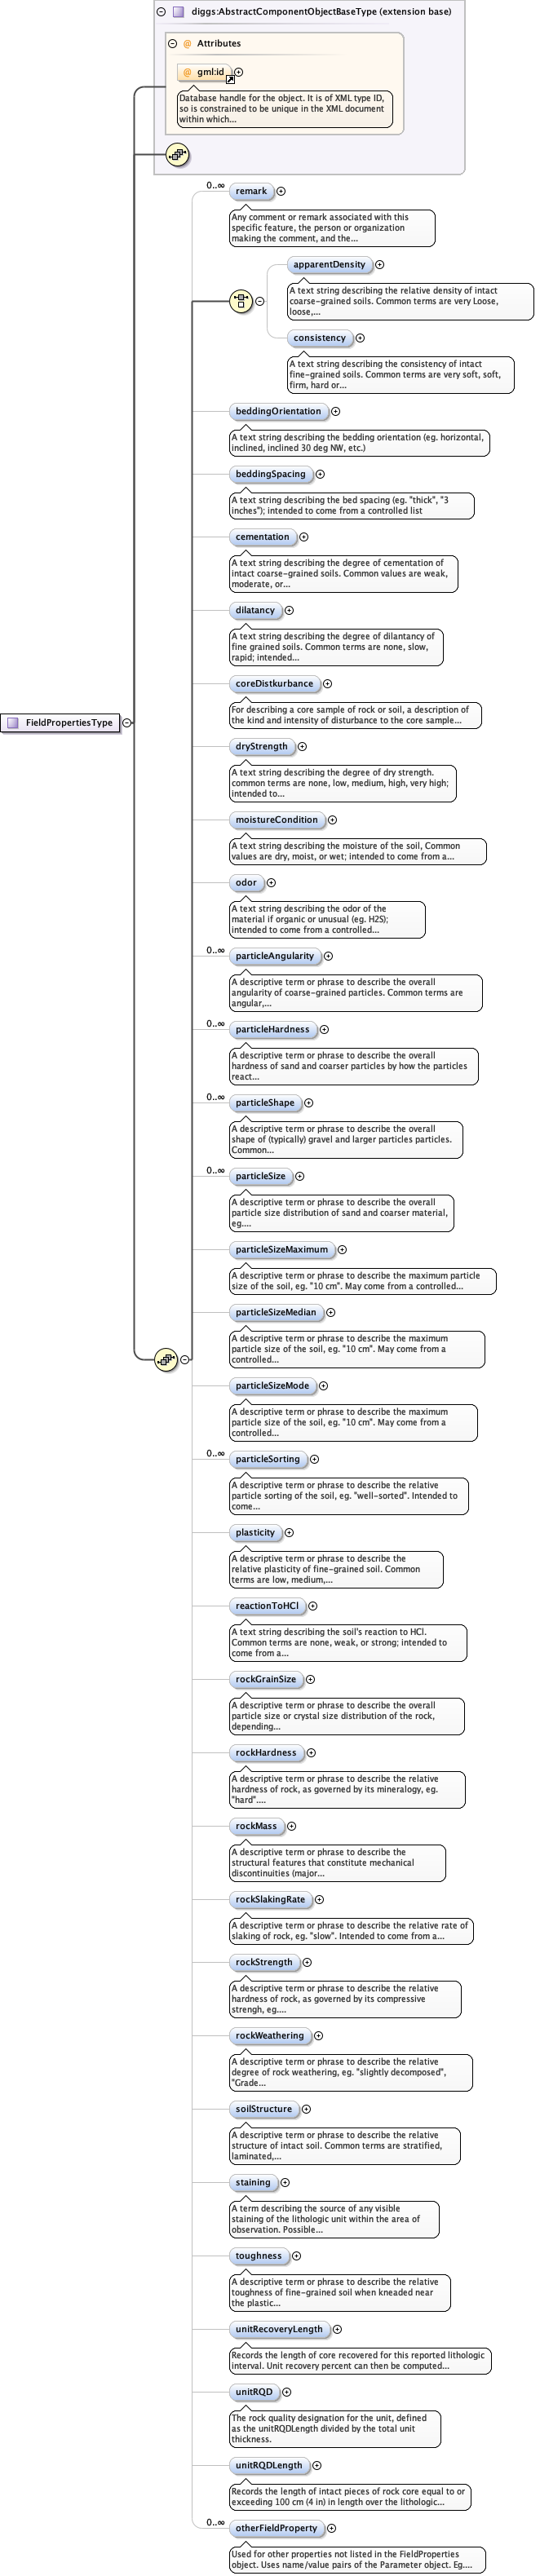 diggs:AbstractComponentObjectBaseType (extension base)
@ Attributes
@ gml:id
Database handle for the object. It is of XML type ID,
so is constrained to be unique in the XML document
within which...
0..∞
remark
Any comment or remark associated with this
specific feature, the person or organization
making the comment, and the...
apparentDensity
A text string describing the relative density of intact
coarse-grained soils. Common terms are very Loose,
loose,...
consistency
A text string describing the consistency of intact
fine-grained soils. Common terms are very soft, soft,
firm, hard or...
beddingOrientation
A text string describing the bedding orientation (eg. horizontal,
inclined, inclined 30 deg NW, etc.)
beddingSpacing
A text string describing the bed spacing (eg. "thick", "3
inches"); intended to come from a controlled list
cementation
A text string describing the degree of cementation of
intact coarse-grained soils. Common values are weak,
moderate, or...
dilatancy
A text string describing the degree of dilantancy of
fine grained soils. Common terms are none, slow,
rapid; intended...
coreDistkurbance
For describing a core sample of rock or soil, a description of
the kind and intensity of disturbance to the core sample...
FieldPropertiesType
dryStrength
A text string describing the degree of dry strength.
common terms are none, low, medium, high, very high;
intended to...
moistureCondition
A text string describing the moisture of the soil, Common
values are dry, moist, or wet; intended to come from a...
odor
A text string describing the odor of the
material if organic or unusual (eg. H2S);
intended to come from a controlled...
0..∞
particleAngularity
A descriptive term or phrase to describe the overall
angularity of coarse-grained particles. Common terms are
angular,...
0..∞
particleHardness
A descriptive term or phrase to describe the overall
hardness of sand and coarser particles by how the particles
react...
0..∞
particleShape
A descriptive term or phrase to describe the overall
shape of (typically) gravel and larger particles particles.
Common...
0..∞
particleSize
A descriptive term or phrase to describe the overall
particle size distribution of sand and coarser material,
eg....
particleSizeMaximum
A descriptive term or phrase to describe the maximum particle
size of the soil, eg. "10 cm". May come from a controlled...
particleSizeMedian
A descriptive term or phrase to describe the maximum
particle size of the soil, eg. "10 cm". May come from a
controlled...
particleSizeMode
A descriptive term or phrase to describe the maximum
particle size of the soil, eg. "10 cm". May come from a
controlled...
0..∞
particleSorting
A descriptive term or phrase to describe the relative
particle sorting of the soil, eg. "well-sorted". Intended to
come...
plasticity
A descriptive term or phrase to describe the
relative plasticity of fine-grained soil. Common
terms are low, medium,...
reactionToHCl
A text string describing the soil's reaction to HCl.
Common terms are none, weak, or strong; intended to
come from a...
rockGrainSize
A descriptive term or phrase to describe the overall
particle size or crystal size distribution of the rock,
depending...
rockHardness
A descriptive term or phrase to describe the relative
hardness of rock, as governed by its mineralogy, eg.
"hard"....
rockMass
A descriptive term or phrase to describe the
structural features that constitute mechanical
discontinuities (major...
rockSlakingRate
A descriptive term or phrase to describe the relative rate of
slaking of rock, eg. "slow". Intended to come from a...
rockStrength
A descriptive term or phrase to describe the relative
hardness of rock, as governed by its compressive
strengh, eg....
rockWeathering
A descriptive term or phrase to describe the relative
degree of rock weathering, eg. "slightly decomposed",
"Grade...
soilStructure
A descriptive term or phrase to describe the relative
structure of intact soil. Common terms are stratified,
laminated,...
staining
A term describing the source of any visible
staining of the lithologic unit within the area of
observation. Possible...
toughness
A descriptive term or phrase to describe the relative
toughness of fine-grained soil when kneaded near
the plastic...
unitRecoveryLength
Records the length of core recovered for this reported lithologic
interval. Unit recovery percent can then be computed...
unitRQD
The rock quality designation for the unit, defined
as the unitRQDLength divided by the total unit
thickness.
unitRQDLength
Records the length of intact pieces of rock core equal to or
exceeding 100 cm (4 in) in length over the lithologic...
0..∞
otherFieldProperty
Used for other properties not listed in the FieldProperties
object. Uses name/value pairs of the Parameter object. Eg....